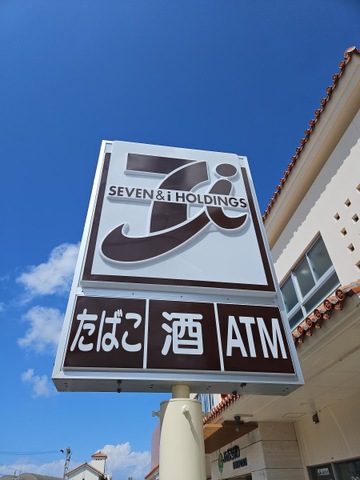 SEVEN & i HOLDINGS
たばこ 酒 ATM